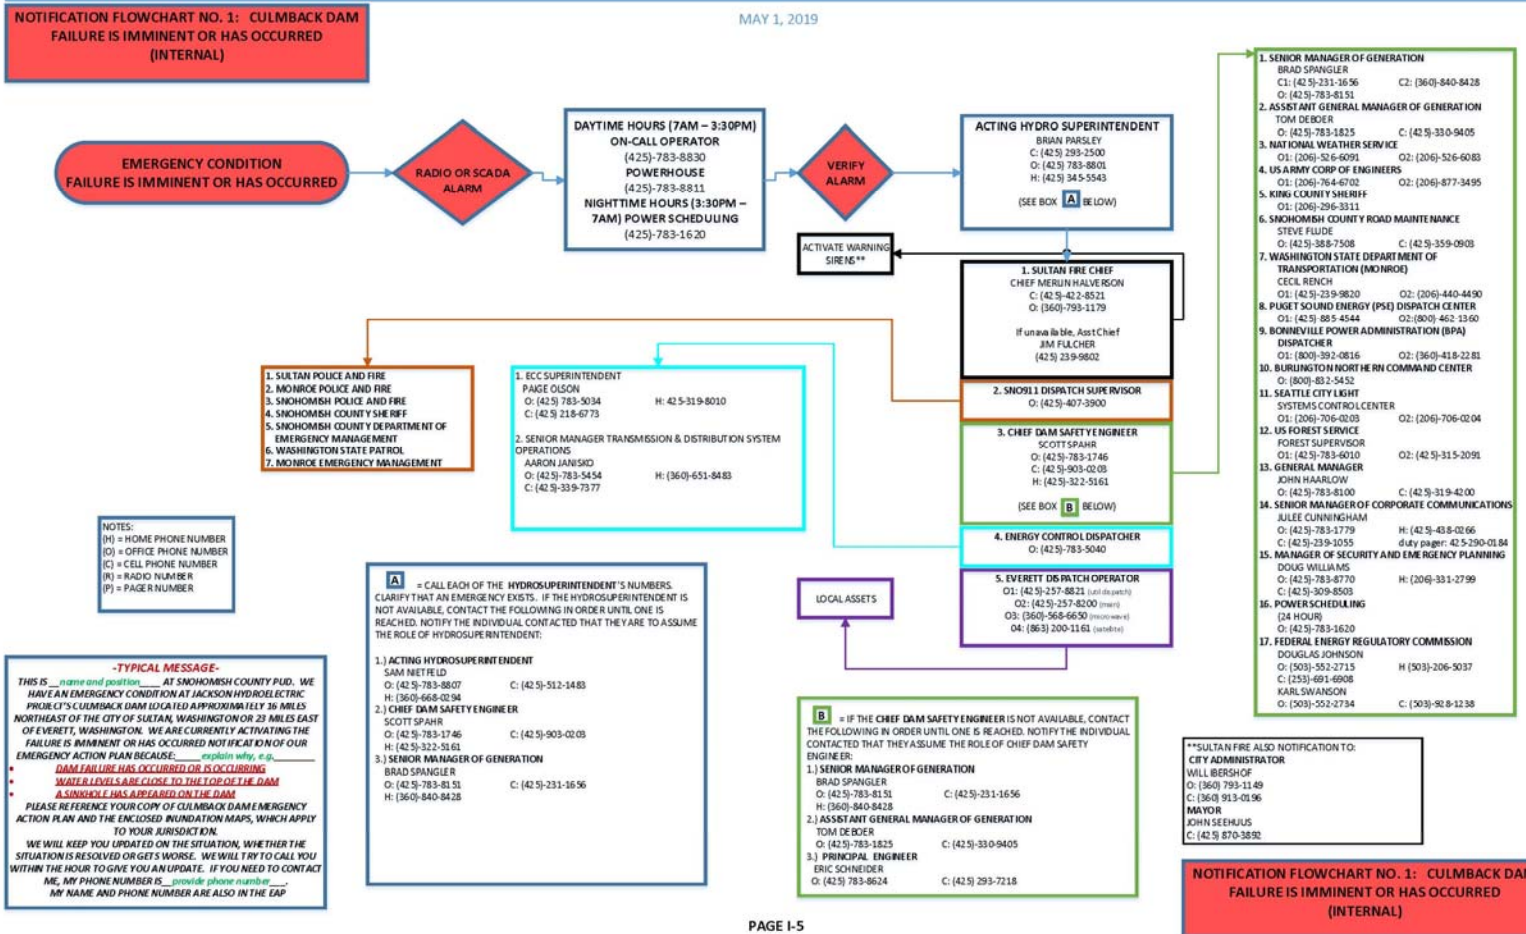 MAY 1, 2019
NOTIFICATION FLOWCHART NO. 1: CULMBACK DAM
FAILURE IS IMMINENT OR HAS OCCURRED
(INTERNAL)
EMERGENCY CONDITION
FAILURE IS IMMINENT OR HAS OCCURRED
RADIO OR SCADA
ALARM
DAYTIME HOURS (7AM – 3:30PM)
ON-CALL OPERATOR
(425)-783-8830
POWERHOUSE
(425)-783-8811
NIGHTTIME HOURS (3:30PM –
7AM) POWER SCHEDULING
(425)-783-1620
VERIFY
ALARM
ACTING HYDRO SUPERINTENDENT
BRIAN PARSLEY
C: (425) 293-2500
O: (425) 783-8801
H: (425) 345-5543
(SEE BOX A BELOW)
ACTIVATE WARNING
SIRENS**
1. SULTAN FIRE CHIEF
CHIEF MERLIN HALVERSON
C: (425)-422-8521
O: (360)-793-1179
If unavailable, Asst Chief
JIM FULCHER
(425) 239-9802
2. SNO911 DISPATCH SUPERVISOR
O: (425)-407-3900
3. CHIEF DAM SAFETY ENGINEER
SCOTT SPAHR
O: (425)-783-1746
C: (425)-903-0203
H: (425)-322-5161
(SEE BOX B BELOW)
4. ENERGY CONTROL DISPATCHER
O: (425)-783-5040
5. EVERETT DISPATCH OPERATOR
O1: (425)-257-8821 (util dispatch)
O2: (425)-257-8200 (main)
O3: (360)-568-6650 (microwave)
04: (863) 200-1161 (satellite)
LOCAL ASSETS
1. SULTAN POLICE AND FIRE
2. MONROE POLICE AND FIRE
3. SNOHOMISH POLICE AND FIRE
4. SNOHOMISH COUNTY SHERIFF
5. SNOHOMISH COUNTY DEPARTMENT OF
EMERGENCY MANAGEMENT
6. WASHINGTON STATE PATROL
7. MONROE EMERGENCY MANAGEMENT
1. ECC SUPERINTENDENT
PAIGE OLSON
O: (425) 783-5034 H: 425-319-8010
C: (425) 218-6773
2. SENIOR MANAGER TRANSMISSION & DISTRIBUTION SYSTEM
OPERATIONS
AARON JANISKO
O: (425)-783-5454 H: (360)-651-8483
C: (425)-339-7377
1. SENIOR MANAGER OF GENERATION
BRAD SPANGLER
C1: (425)-231-1656 C2: (360)-840-8428
O: (425)-783-8151
2. ASSISTANT GENERAL MANAGER OF GENERATION
TOM DEBOER
O: (425)-783-1825 C: (425)-330-9405
3. NATIONAL WEATHER SERVICE
O1: (206)-526-6091 O2: (206)-526-6083
4. US ARMY CORP OF ENGINEERS
O1: (206)-764-6702 O2: (206)-877-3495
5. KING COUNTY SHERIFF
O1: (206)-296-3311
6. SNOHOMISH COUNTY ROAD MAINTENANCE
STEVE FLUDE
O: (425)-388-7508 C: (425)-359-0903
7. WASHINGTON STATE DEPARTMENT OF
TRANSPORTATION (MONROE)
CECIL RENCH
O1: (425)-239-9820 O2: (206)-440-4490
8. PUGET SOUND ENERGY (PSE) DISPATCH CENTER
O1: (425)-885-4544 O2:(800)-462-1360
9. BONNEVILLE POWER ADMINISTRATION (BPA)
DISPATCHER
O1: (800)-392-0816 O2: (360)-418-2281
10. BURLINGTON NORTHERN COMMAND CENTER
O: (800)-832-5452
11. SEATTLE CITY LIGHT
SYSTEMS CONTROL CENTER
O1: (206)-706-0203 O2: (206)-706-0204
12. US FOREST SERVICE
FOREST SUPERVISOR
O1: (425)-783-6010 O2: (425)-315-2091
13. GENERAL MANAGER
JOHN HAARLOW
O: (425)-783-8100 C: (425)-319-4200
14. SENIOR MANAGER OF CORPORATE COMMUNICATIONS
JULEE CUNNINGHAM
O: (425)-783-1779 H: (425)-438-0266
C: (425)-239-1055 duty pager: 425-290-0184
15. MANAGER OF SECURITY AND EMERGENCY PLANNING
DOUG WILLIAMS
O: (425)-783-8770 H: (206)-331-2799
C: (425)-309-8503
16. POWER SCHEDULING
(24 HOUR)
O: (425)-783-1620
17. FEDERAL ENERGY REGULATORY COMMISSION
DOUGLAS JOHNSON
O: (503)-552-2715 H (503)-206-5037
C: (253)-691-6908
KARL SWANSON
O: (503)-552-2734 C: (503)-928-1238
NOTES:
(H) = HOME PHONE NUMBER
(O) = OFFICE PHONE NUMBER
(C) = CELL PHONE NUMBER
(R) = RADIO NUMBER
(P) = PAGER NUMBER
-TYPICAL MESSAGE-
THIS IS __name and position____ AT SNOHOMISH COUNTY PUD. WE
HAVE AN EMERGENCY CONDITION AT JACKSON HYDROELECTRIC
PROJECT'S CULMBACK DAM LOCATED APPROXIMATELY 16 MILES
NORTHEAST OF THE CITY OF SULTAN, WASHINGTON OR 23 MILES EAST
OF EVERETT, WASHINGTON. WE ARE CURRENTLY ACTIVATING THE
FAILURE IS IMMINENT OR HAS OCCURRED NOTIFICATION OF OUR
EMERGENCY ACTION PLAN BECAUSE:_____explain why, e.g.________
• DAM FAILURE HAS OCCURRED OR IS OCCURRING
• WATER LEVELS ARE CLOSE TO THE TOP OF THE DAM
• A SINKHOLE HAS APPEARED ON THE DAM
PLEASE REFERENCE YOUR COPY OF CULMBACK DAM EMERGENCY
ACTION PLAN AND THE ENCLOSED INUNDATION MAPS, WHICH APPLY
TO YOUR JURISDICTION.
WE WILL KEEP YOU UPDATED ON THE SITUATION, WHETHER THE
SITUATION IS RESOLVED OR GETS WORSE. WE WILL TRY TO CALL YOU
WITHIN THE HOUR TO GIVE YOU AN UPDATE. IF YOU NEED TO CONTACT
ME, MY PHONE NUMBER IS__provide phone number___.
MY NAME AND PHONE NUMBER ARE ALSO IN THE EAP
A = CALL EACH OF THE HYDROSUPERINTENDENT'S NUMBERS.
CLARIFY THAT AN EMERGENCY EXISTS. IF THE HYDROSUPERINTENDENT IS
NOT AVAILABLE, CONTACT THE FOLLOWING IN ORDER UNTIL ONE IS
REACHED. NOTIFY THE INDIVIDUAL CONTACTED THAT THEY ARE TO ASSUME
THE ROLE OF HYDROSUPERINTENDENT:
1.) ACTING HYDROSUPERINTENDENT
SAM NIETFELD
O: (425)-783-8807 C: (425)-512-1483
H: (360)-668-0294
2.) CHIEF DAM SAFETY ENGINEER
SCOTT SPAHR
O: (425)-783-1746 C: (425)-903-0203
H: (425)-322-5161
3.) SENIOR MANAGER OF GENERATION
BRAD SPANGLER
O: (425)-783-8151 C: (425)-231-1656
H: (360)-840-8428
B = IF THE CHIEF DAM SAFETY ENGINEER IS NOT AVAILABLE, CONTACT
THE FOLLOWING IN ORDER UNTIL ONE IS REACHED. NOTIFY THE INDIVIDUAL
CONTACTED THAT THEY ASSUME THE ROLE OF CHIEF DAM SAFETY
ENGINEER:
1.) SENIOR MANAGER OF GENERATION
BRAD SPANGLER
O: (425)-783-8151 C: (425)-231-1656
H: (360)-840-8428
2.) ASSISTANT GENERAL MANAGER OF GENERATION
TOM DEBOER
O: (425)-783-1825 C: (425)-330-9405
3.) PRINCIPAL ENGINEER
ERIC SCHNEIDER
O: (425) 783-8624 C: (425) 293-7218
**SULTAN FIRE ALSO NOTIFICATION TO:
CITY ADMINISTRATOR
WILL IBERSHOF
O: (360) 793-1149
C: (360) 913-0196
MAYOR
JOHN SEEHUUS
C: (425) 870-3892
NOTIFICATION FLOWCHART NO. 1: CULMBACK DAM
FAILURE IS IMMINENT OR HAS OCCURRED
(INTERNAL)
PAGE I-5